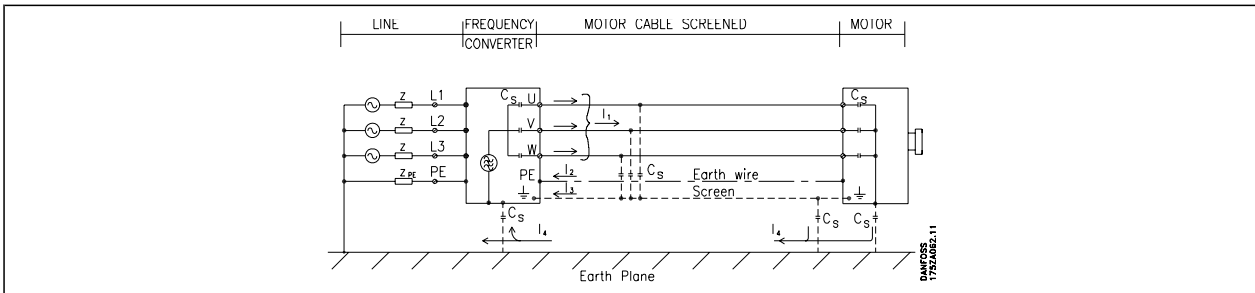 LINE
FREQUENCY CONVERTER
MOTOR CABLE SCREENED
MOTOR
Z L1
Z L2
Z L3
Z PE PE
CS U
V
W
PE
I1
I2
I3
CS
Earth wire
Screen
CS
CS
I4
I4
CS
CS
Earth Plane
DANFOSS
175ZA062.11